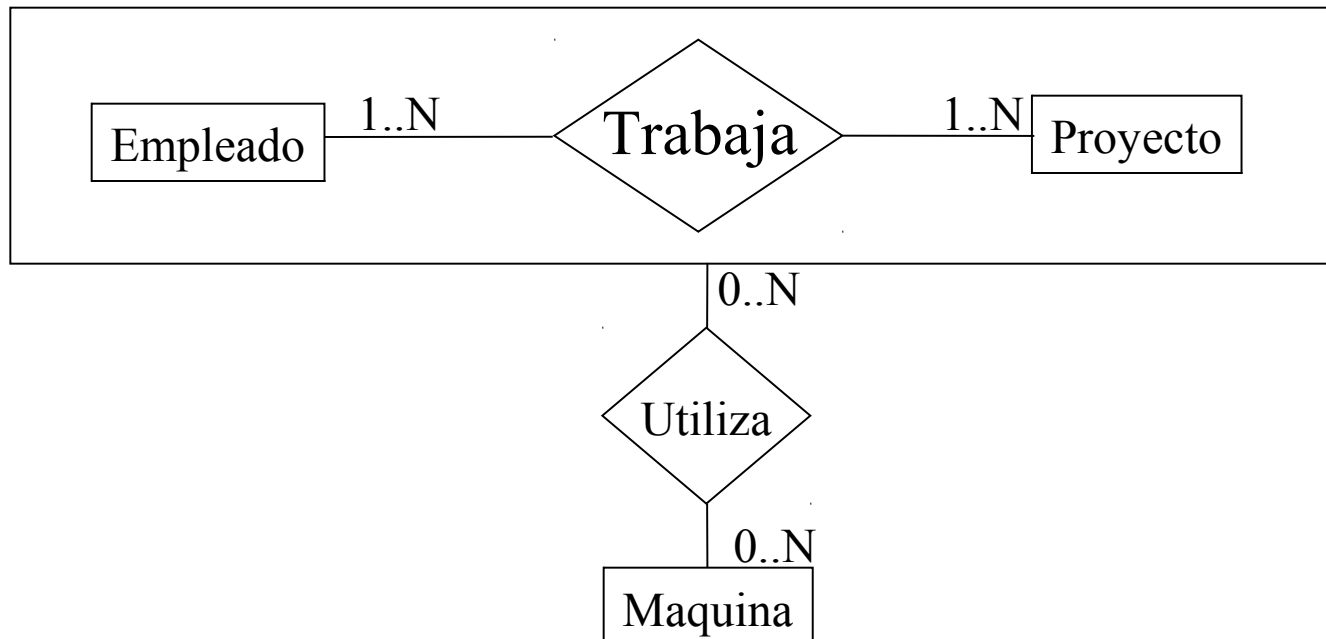 1..N
1..N
Empleado
Trabaja
Proyecto
0..N
Utiliza
0..N
Maquina